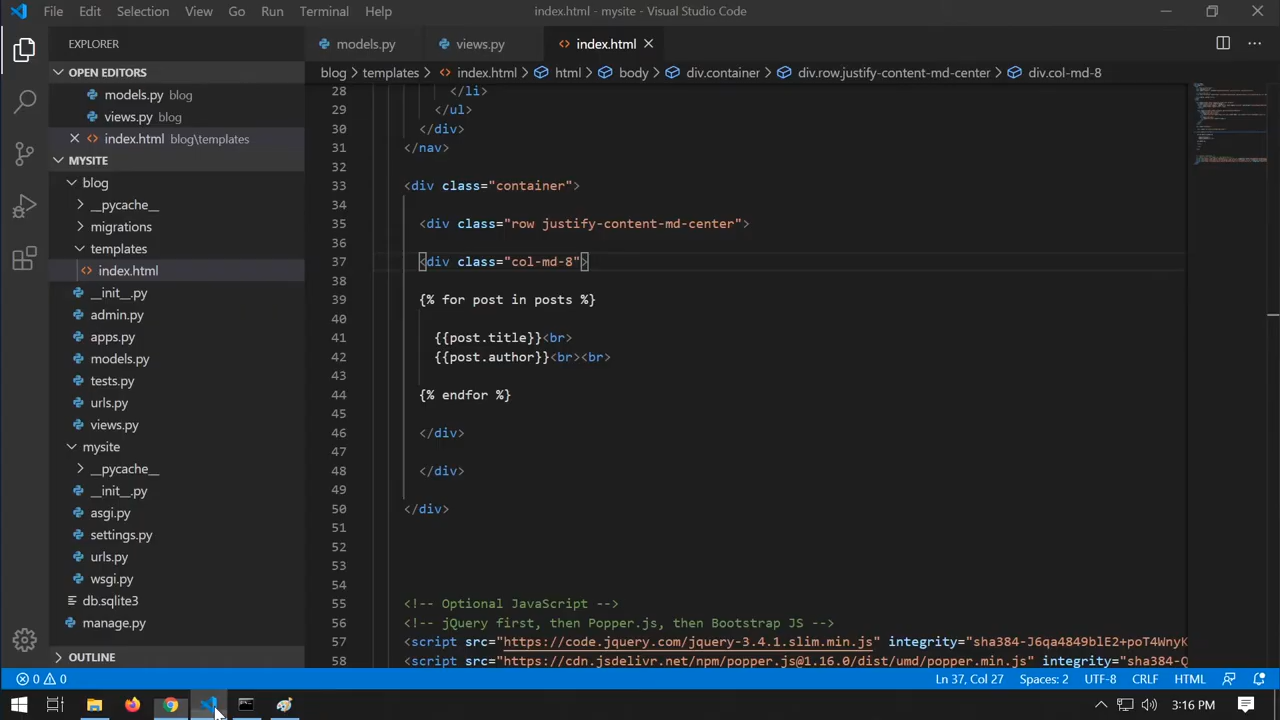 File Edit Selection View Go Run Terminal Help index.html - mysite - Visual Studio Code
EXPLORER
OPEN EDITORS
models.py blog
views.py blog
index.html blog\templates
MYSITE
blog
__pycache__
migrations
templates
index.html
__init__.py
admin.py
apps.py
models.py
tests.py
urls.py
views.py
mysite
__pycache__
__init__.py
asgi.py
settings.py
urls.py
wsgi.py
db.sqlite3
manage.py
OUTLINE
models.py views.py index.html
blog templates index.html html body div.container div.row.justify-content-md-center div.col-md-8
28 </li>
29 </ul>
30 </div>
31 </nav>
32
33 <div class="container">
34
35 <div class="row justify-content-md-center">
36
37 <div class="col-md-8">
38
39 {% for post in posts %}
40
41 {{post.title}}<br>
42 {{post.author}}<br><br>
43
44 {% endfor %}
45
46 </div>
47
48 </div>
49
50 </div>
51
52
53
54
55 <!-- Optional JavaScript -->
56 <!-- jQuery first, then Popper.js, then Bootstrap JS -->
57 <script src="https://code.jquery.com/jquery-3.4.1.slim.min.js" integrity="sha384-J6qa4849blE2+poT4WnyK
58 <script src="https://cdn.jsdelivr.net/npm/popper.js@1.16.0/dist/umd/popper.min.js" integrity="sha384-Q
0 0 Ln 37, Col 27 Spaces: 2 UTF-8 CRLF HTML
3:16 PM